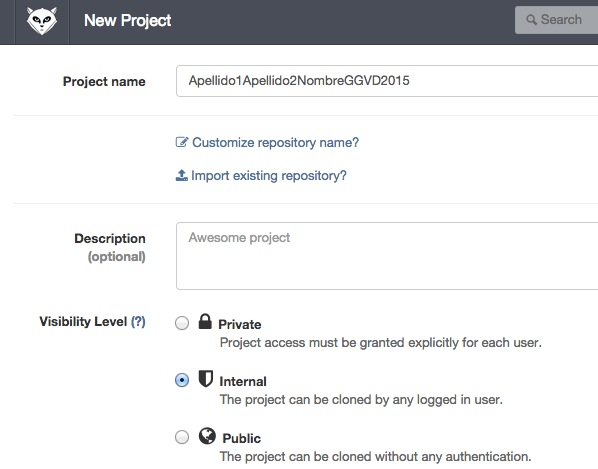 New Project
Search
Project name
Apellido1Apellido2NombreGGVD2015
Customize repository name?
Import existing repository?
Description
(optional)
Awesome project
Visibility Level (?)
Private
Project access must be granted explicitly for each user.
Internal
The project can be cloned by any logged in user.
Public
The project can be cloned without any authentication.